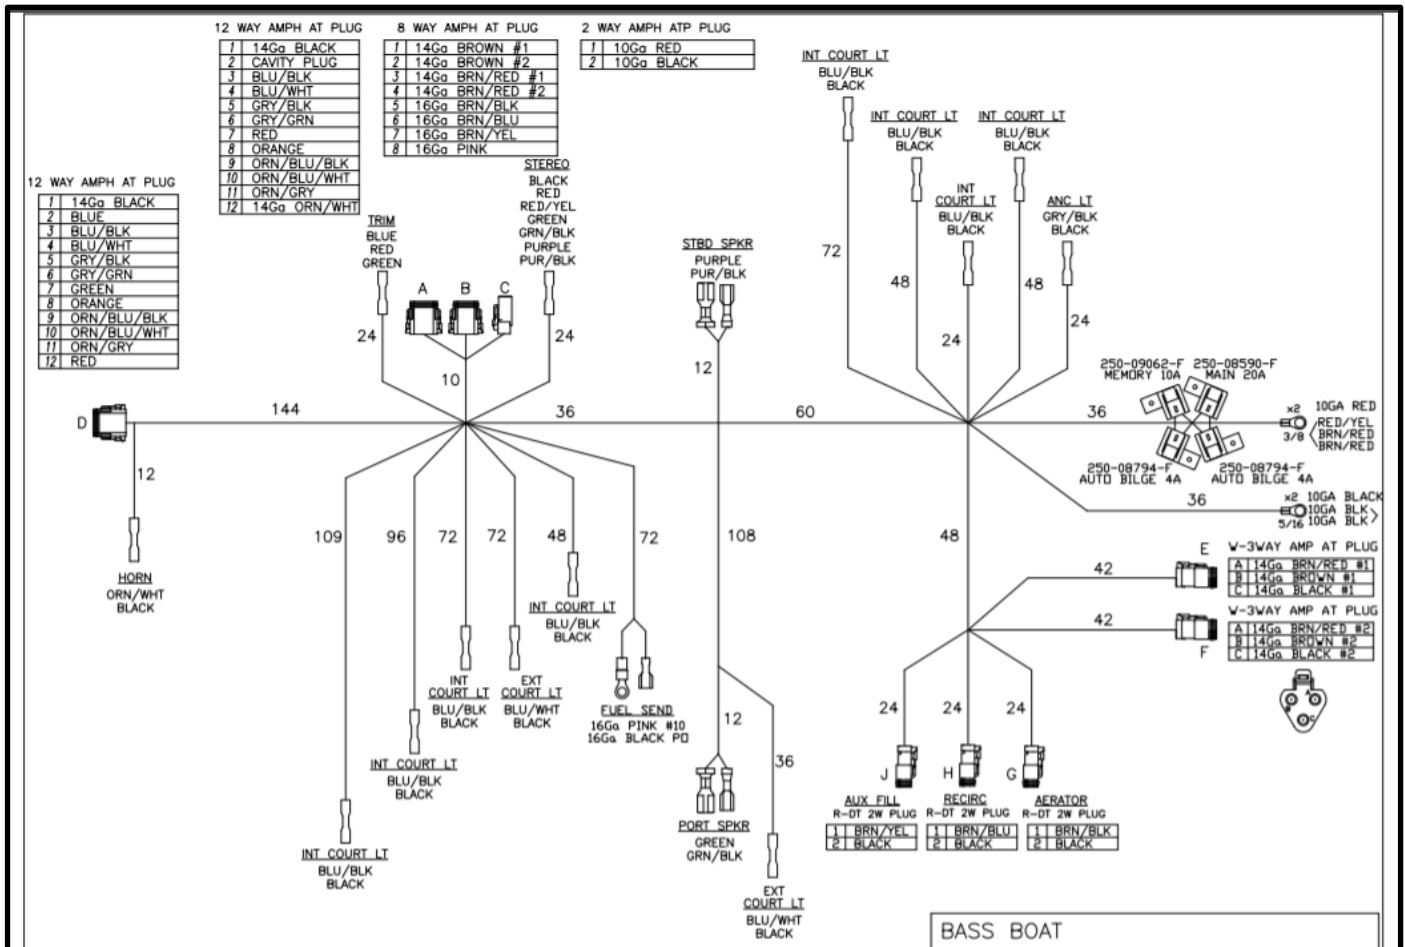 12 WAY AMPH AT PLUG
1 14Ga BLACK
2 CAVITY PLUG
3 BLU/BLK
4 BLU/WHT
5 GRY/BLK
6 GRY/GRN
7 RED
8 ORANGE
9 ORN/BLU/BLK
10 ORN/BLU/WHT
11 ORN/GRY
12 14Ga ORN/WHT
8 WAY AMPH AT PLUG
1 14Ga BROWN #1
2 14Ga BROWN #2
3 14Ga BRN/RED #1
4 14Ga BRN/RED #2
5 16Ga BRN/BLK
6 16Ga BRN/BLU
7 16Ga BRN/YEL
8 16Ga PINK
2 WAY AMPH ATP PLUG
1 10Ga RED
2 10Ga BLACK
12 WAY AMPH AT PLUG
1 14Ga BLACK
2 BLUE
3 BLU/BLK
4 BLU/WHT
5 GRY/BLK
6 GRY/GRN
7 GREEN
8 ORANGE
9 ORN/BLU/BLK
10 ORN/BLU/WHT
11 ORN/GRY
12 RED
TRIM
BLUE
RED
GREEN
24
A
B
C
10
STEREO
BLACK
RED
RED/YEL
GREEN
GRN/BLK
PURPLE
PUR/BLK
24
STBD SPKR
PURPLE
PUR/BLK
12
INT COURT LT
BLU/BLK
BLACK
72
INT COURT LT
BLU/BLK
BLACK
48
INT COURT LT
BLU/BLK
BLACK
48
INT
COURT LT
BLU/BLK
BLACK
24
ANC LT
GRY/BLK
BLACK
24
D
144
36
60
36
250-09062-F
MEMORY 10A
250-08590-F
MAIN 20A
250-08794-F
AUTO BILGE 4A
250-08794-F
AUTO BILGE 4A
x2
3/8
10GA RED
RED/YEL
BRN/RED
BRN/RED
36
x2
5/16
10GA BLACK
10GA BLK
10GA BLK
12
HORN
ORN/WHT
BLACK
109
INT COURT LT
BLU/BLK
BLACK
96
INT COURT LT
BLU/BLK
BLACK
72
INT
COURT LT
BLU/BLK
BLACK
72
EXT
COURT LT
BLU/WHT
BLACK
48
INT COURT LT
BLU/BLK
BLACK
72
FUEL SEND
16Ga PINK #10
16Ga BLACK PO
108
12
PORT SPKR
GREEN
GRN/BLK
36
EXT
COURT LT
BLU/WHT
BLACK
48
42
E
W-3WAY AMP AT PLUG
A 14Ga BRN/RED #1
B 14Ga BROWN #1
C 14Ga BLACK #1
42
F
W-3WAY AMP AT PLUG
A 14Ga BRN/RED #2
B 14Ga BROWN #2
C 14Ga BLACK #2
A
B
C
24
J
AUX FILL
R-DT 2W PLUG
1 BRN/YEL
2 BLACK
24
H
RECIRC
R-DT 2W PLUG
1 BRN/BLU
2 BLACK
24
G
AERATOR
R-DT 2W PLUG
1 BRN/BLK
2 BLACK
BASS BOAT